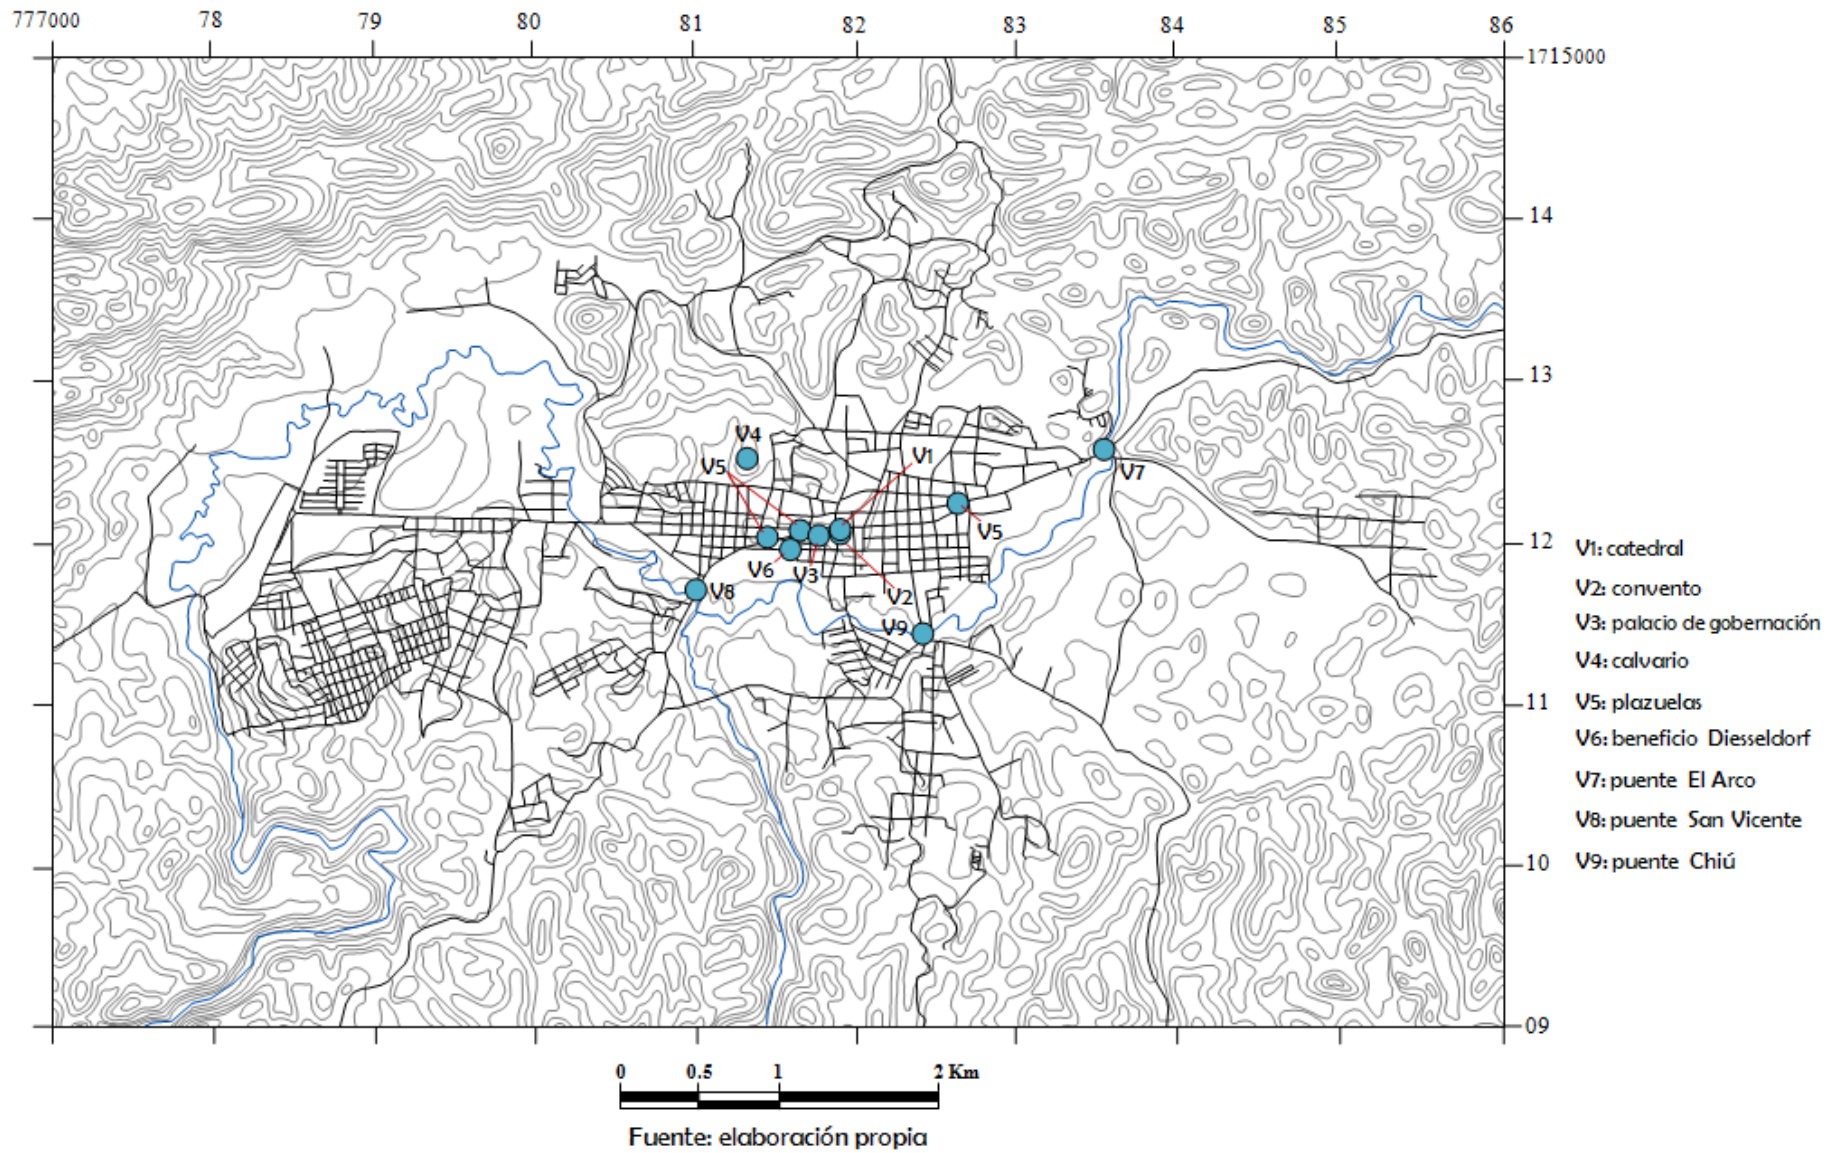 777000 78 79 80 81 82 83 84 85 86
1715000
14
13
12
11
10
09
V4
V5
V1
V7
V5
V6 V3
V8
V2
V9
V1: catedral
V2: convento
V3: palacio de gobernación
V4: calvario
V5: plazuelas
V6: beneficio Diesseldorf
V7: puente El Arco
V8: puente San Vicente
V9: puente Chiú
0 0.5 1 2 Km
Fuente: elaboración propia